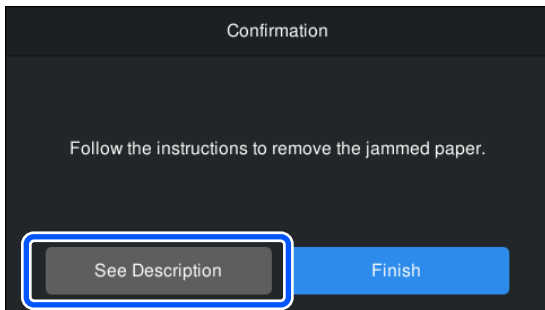 Confirmation
Follow the instructions to remove the jammed paper.
See Description
Finish